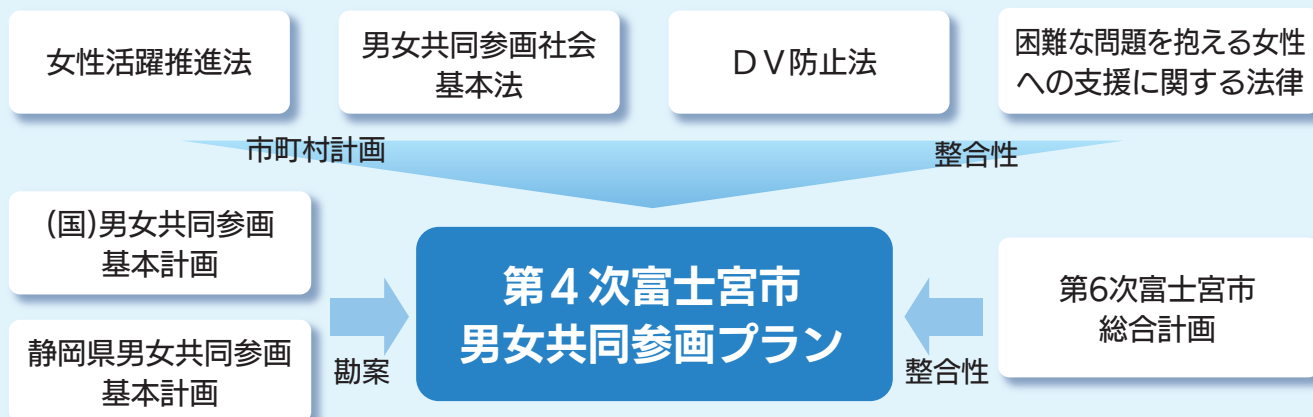 女性活躍推進法
男女共同参画社会
基本法
ＤＶ防止法
困難な問題を抱える女性
への支援に関する法律
市町村計画
整合性
(国)男女共同参画
基本計画
静岡県男女共同参画
基本計画
勘案
第４次富士宮市
男女共同参画プラン
整合性
第6次富士宮市
総合計画